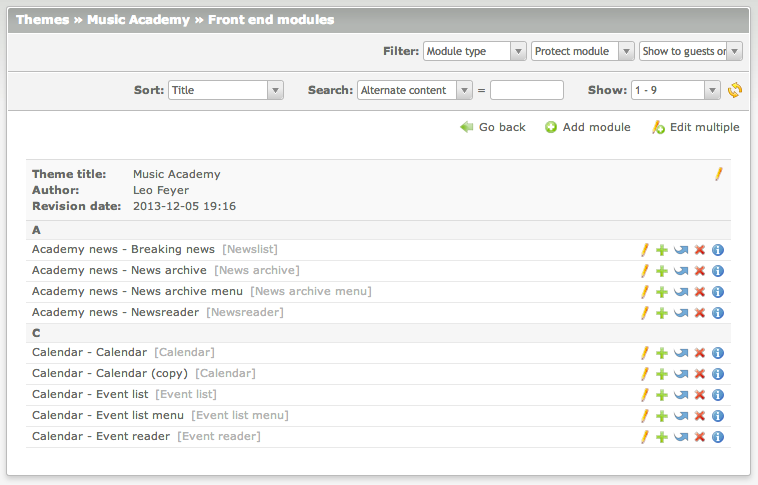 Themes » Music Academy » Front end modules
Filter: Module type Protect module Show to guests or
Sort: Title Search: Alternate content = Show: 1 - 9
Go back Add module Edit multiple
Theme title: Music Academy
Author: Leo Feyer
Revision date: 2013-12-05 19:16
A
Academy news - Breaking news [Newslist]
Academy news - News archive [News archive]
Academy news - News archive menu [News archive menu]
Academy news - Newsreader [Newsreader]
C
Calendar - Calendar [Calendar]
Calendar - Calendar (copy) [Calendar]
Calendar - Event list [Event list]
Calendar - Event list menu [Event list menu]
Calendar - Event reader [Event reader]